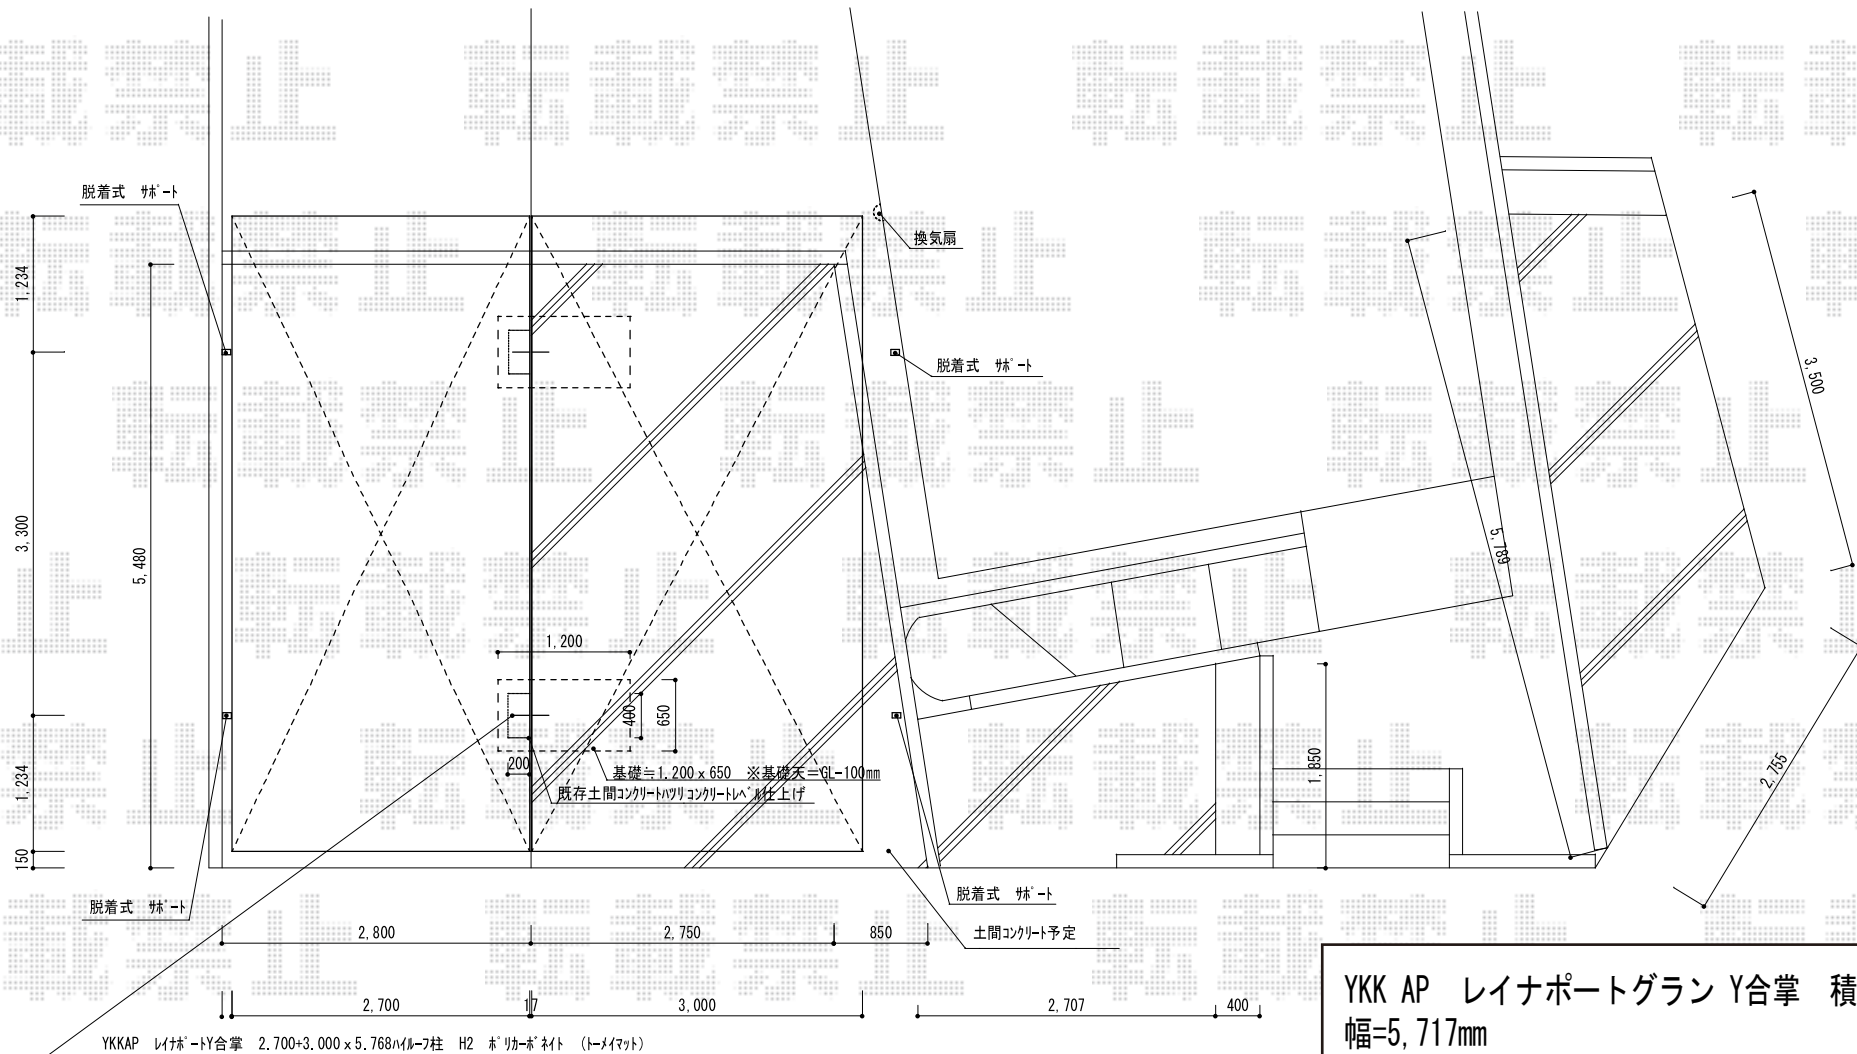 転載禁止
脱着式 ｻﾎﾟｰﾄ
換気扇
脱着式 ｻﾎﾟｰﾄ
1,234
3,300
5,480
1,234
150
3,500
5,789
2,755
1,850
1,200
400
650
200
基礎≒1.200x650 ※基礎天=GL-100mm
既存土間ｺﾝｸﾘｰﾄﾊﾂﾘｺﾝｸﾘｰﾄﾚﾍﾞﾙ仕上げ
脱着式 ｻﾎﾟｰﾄ
脱着式 ｻﾎﾟｰﾄ
土間ｺﾝｸﾘｰﾄ予定
2,800
2,750
850
2,700
17
3,000
2,707
400
YKKAP ﾚｲﾅﾎﾟｰﾄY合掌 2.700+3.000x5.768ﾊｲﾙｰﾌ柱 H2 ﾎﾟﾘｶｰﾎﾞﾈｲﾄ (ﾄｰﾒｲﾏｯﾄ)
YKK AP レイナポートグラン Y合掌 積
幅=5,717mm